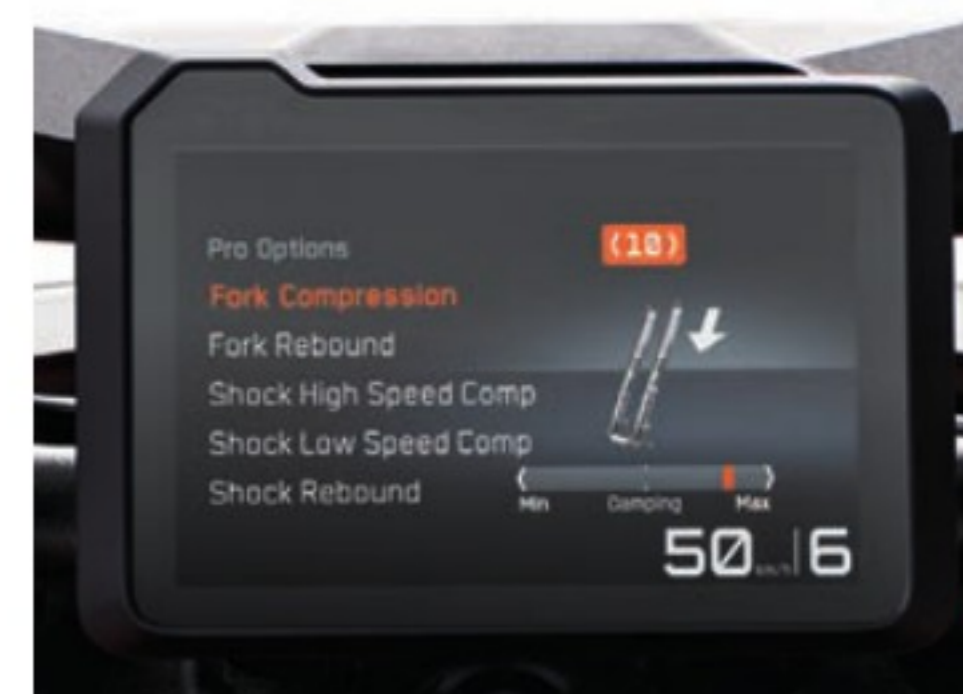 Pro Options
(10)
Fork Compression
Fork Rebound
Shock High Speed Comp
Shock Low Speed Comp
Shock Rebound
Min Damping Max
50 km/h 6